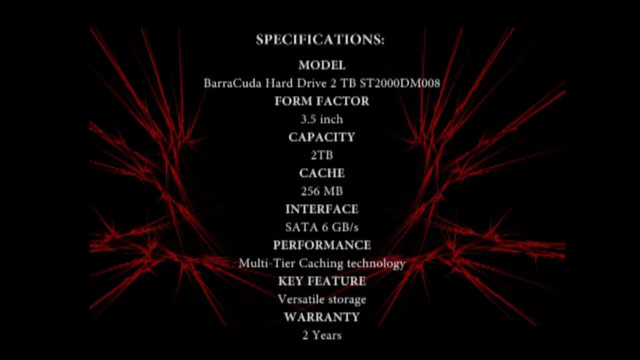 SPECIFICATIONS:
MODEL
BarraCuda Hard Drive 2 TB ST2000DM008
FORM FACTOR
3.5 inch
CAPACITY
2TB
CACHE
256 MB
INTERFACE
SATA 6 GB/s
PERFORMANCE
Multi-Tier Caching technology
KEY FEATURE
Versatile storage
WARRANTY
2 Years